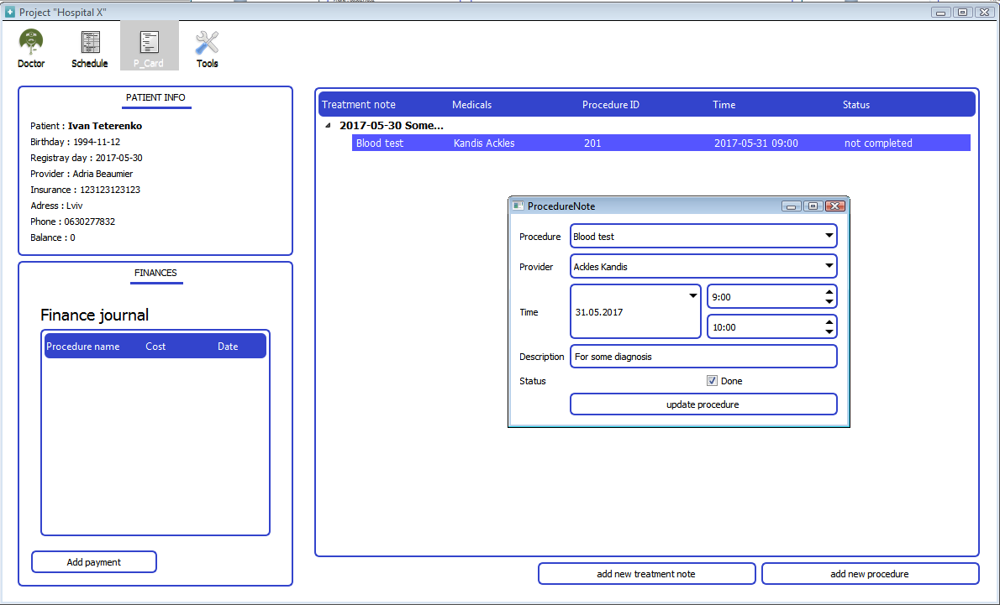 Project "Hospital X"
Doctor Schedule P_Card Tools
PATIENT INFO
Patient : Ivan Teterenko
Birthday : 1994-11-12
Registray day : 2017-05-30
Provider : Adria Beaumier
Insurance : 123123123123
Adress : Lviv
Phone : 0630277832
Balance : 0
FINANCES
Finance journal
Procedure name Cost Date
Add payment
Treatment note Medicals Procedure ID Time Status
2017-05-30 Some...
Blood test Kandis Ackles 201 2017-05-31 09:00 not completed
ProcedureNote
Procedure Blood test
Provider Ackles Kandis
Time 31.05.2017 9:00
10:00
Description For some diagnosis
Status Done
update procedure
add new treatment note add new procedure